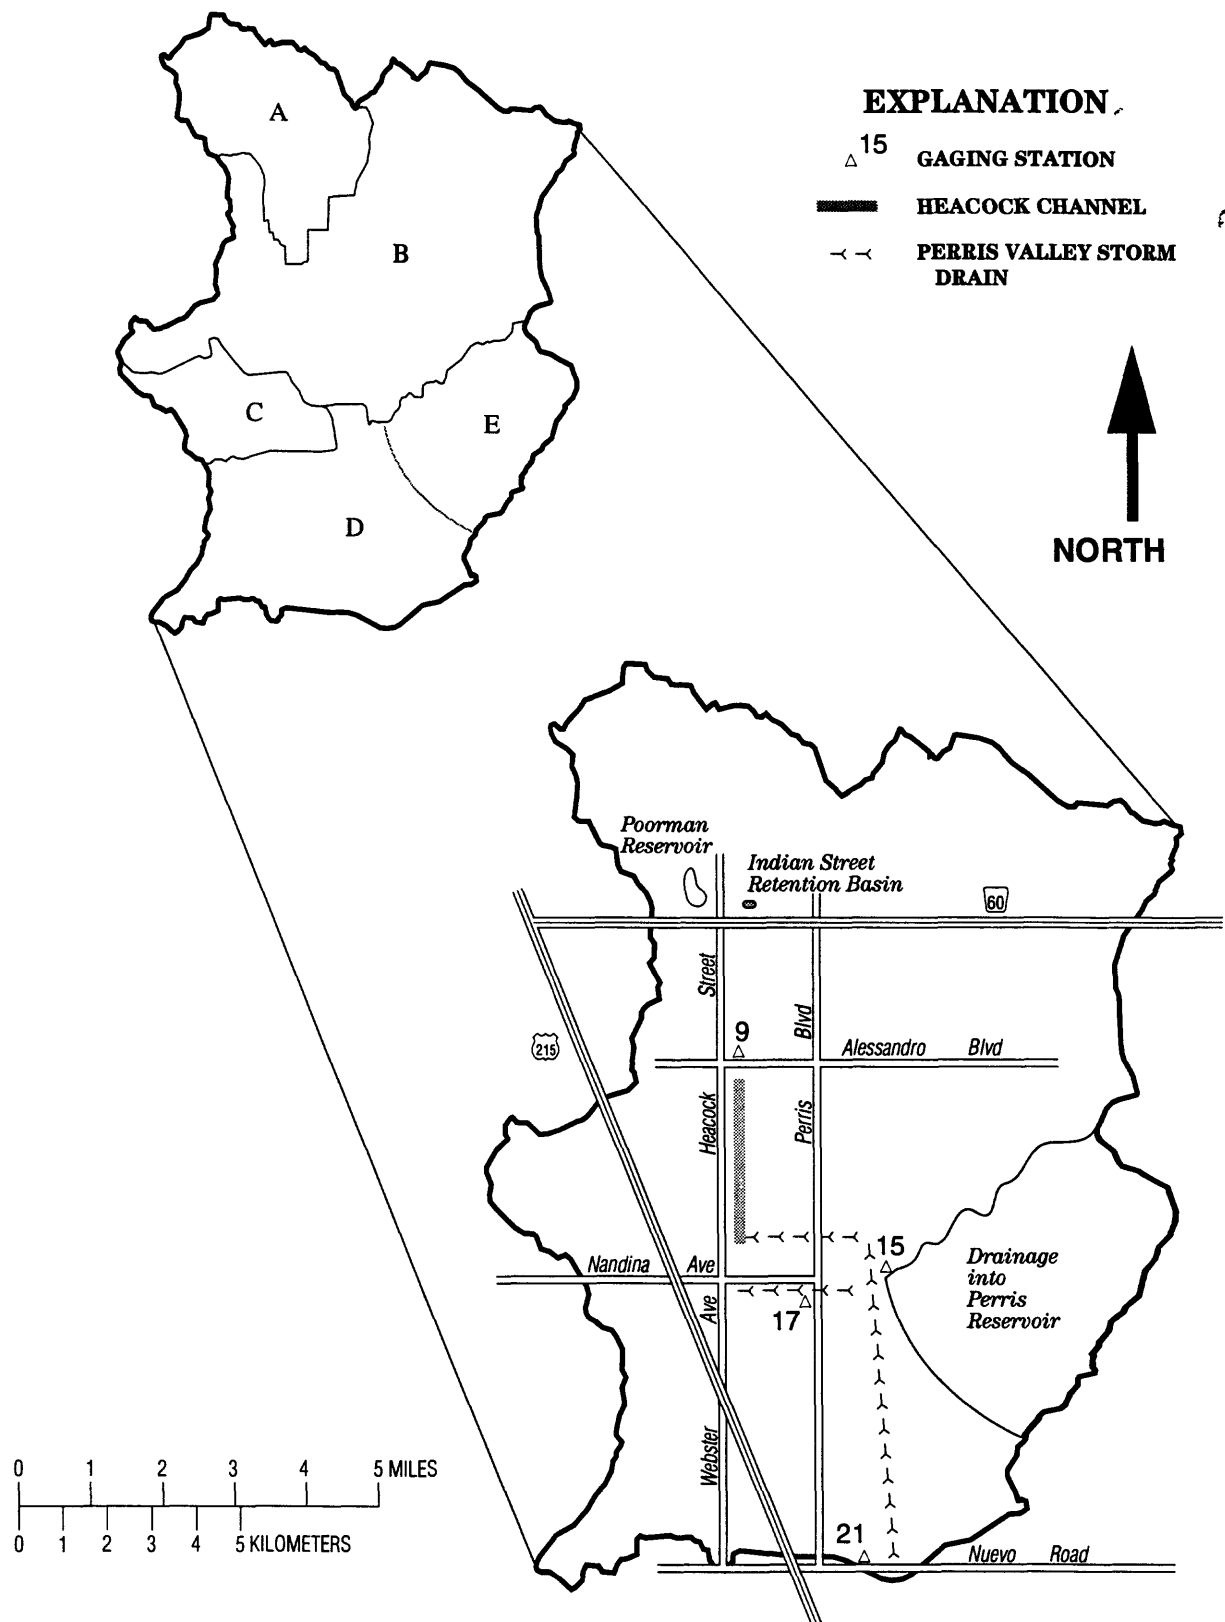 A
B
C
E
D
EXPLANATION
15 GAGING STATION
HEACOCK CHANNEL
PERRIS VALLEY STORM
DRAIN
NORTH
Poorman
Reservoir
Indian Street
Retention Basin
60
Street
Blvd
9
215
Alessandro Blvd
Heacock
Perris
15
Drainage
into
Perris
Reservoir
Nandina Ave
Ave
17
Webster
21
Nuevo Road
0 1 2 3 4 5 MILES
0 1 2 3 4 5 KILOMETERS